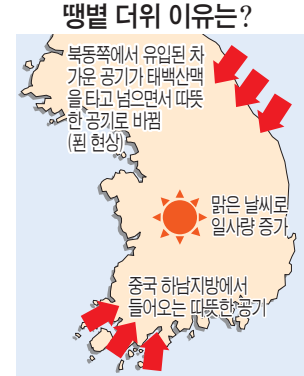 땡볕 더위 이유는?
북동쪽에서 유입된 차
가운 공기가 태백산맥
을 타고 넘으면서 따뜻
한 공기로 바뀜
(푄 현상)
맑은 날씨로
일사량 증가
중국 하남지방에서
들어오는 따뜻한 공기